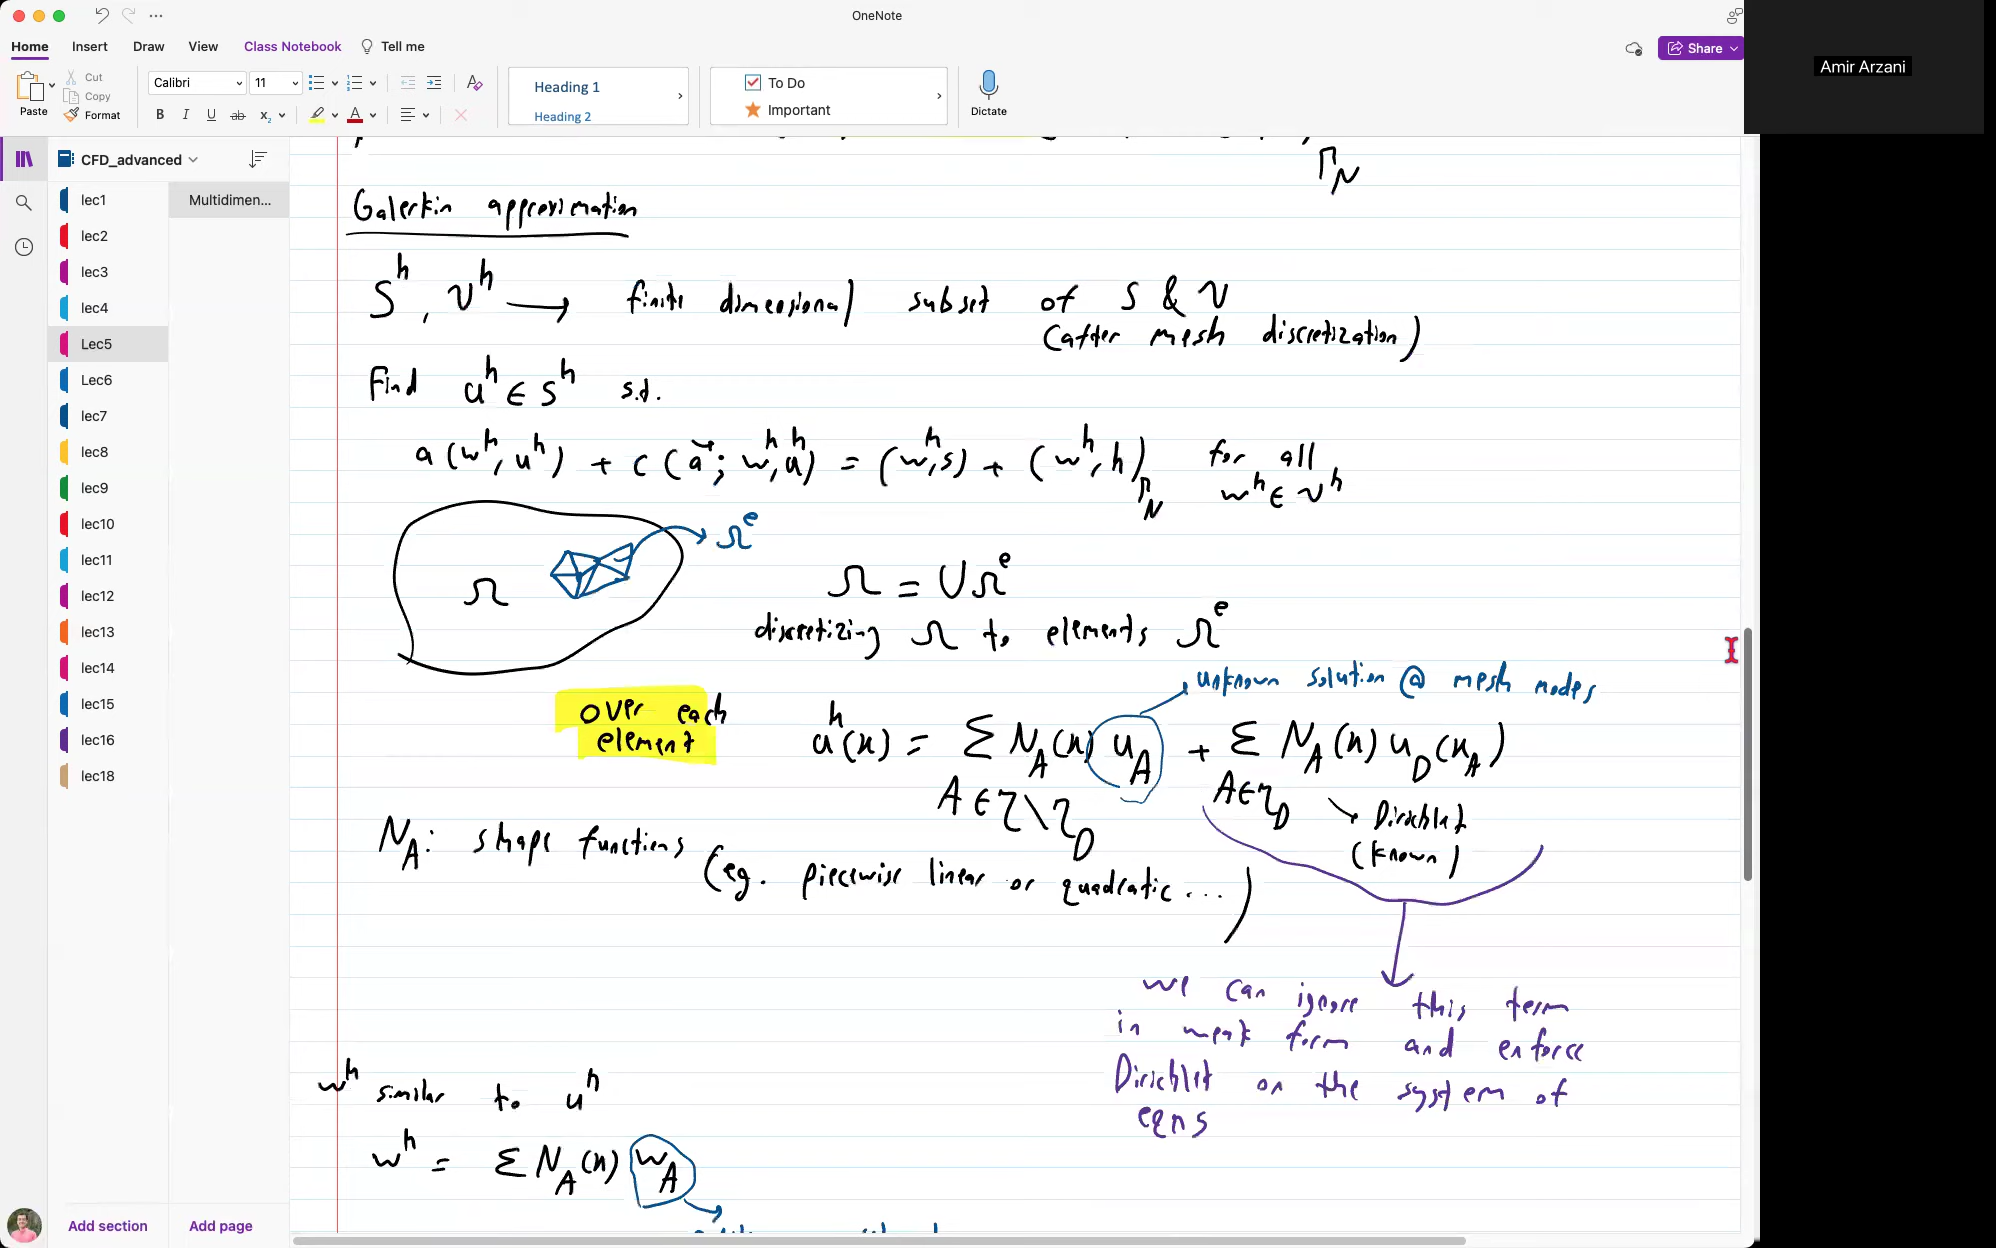 OneNote
Home Insert Draw View Class Notebook Tell me
Share
Amir Arzani
Paste
Cut
Copy
Format
Calibri 11
B I U ab x₂ A
Heading 1
Heading 2
To Do
Important
Dictate
CFD_advanced
lec1
lec2
lec3
lec4
Lec5
Lec6
lec7
lec8
lec9
lec10
lec11
lec12
lec13
lec14
lec15
lec16
lec18
Multidimen...
Add section
Add page
Γ_N
Galerkin approximation
S^h, V^h → finite dimensional subset of S & V
(after mesh discretization)
Find u^h ∈ S^h s.t.
a(w^h, u^h) + c(a; w^h, u^h) = (w^h, s) + (w^h, h)_Γ_N for all w^h ∈ V^h
Ω
Ω^e
Ω = ∪Ω^e
discretizing Ω to elements Ω^e
unknown solution @ mesh nodes
over each
element
u^h(x) = Σ N_A(x) u_A + Σ N_A(x) u_D(x_A)
A∈η\η_D A∈η_D
Dirichlet
(known)
N_A: shape functions
(eg. piecewise linear or quadratic ...)
we can ignore this term
in weak form and enforce
Dirichlet on the system of
eqns
w^h similar to u^h
w^h = Σ N_A(x) w_A